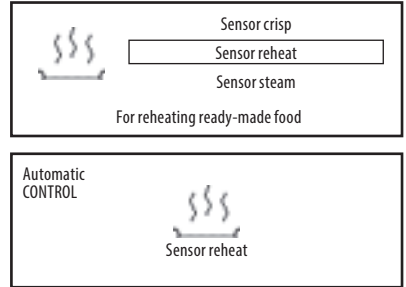 Sensor crisp
Sensor reheat
Sensor steam
For reheating ready-made food
Automatic
CONTROL
Sensor reheat